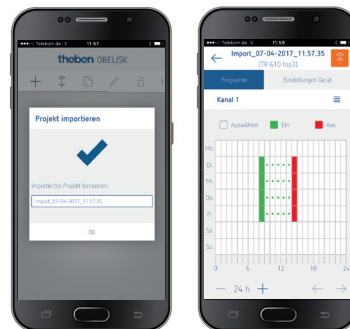 Telekom.de 11:57
theben OBELISK
Projekt importieren
Importiertes Projekt benennen:
Import_07-04-2017_11.57.35
OK
Telekom.de 11:58
Import_07-04-2017_11.57.35
(TR 610 top3)
Programm Einstellungen Gerät
Kanal 1
Auswählen Ein Aus
Mo.
Di.
Mi.
Do.
Fr.
Sa.
So.
0 6 12 18 24
24 h